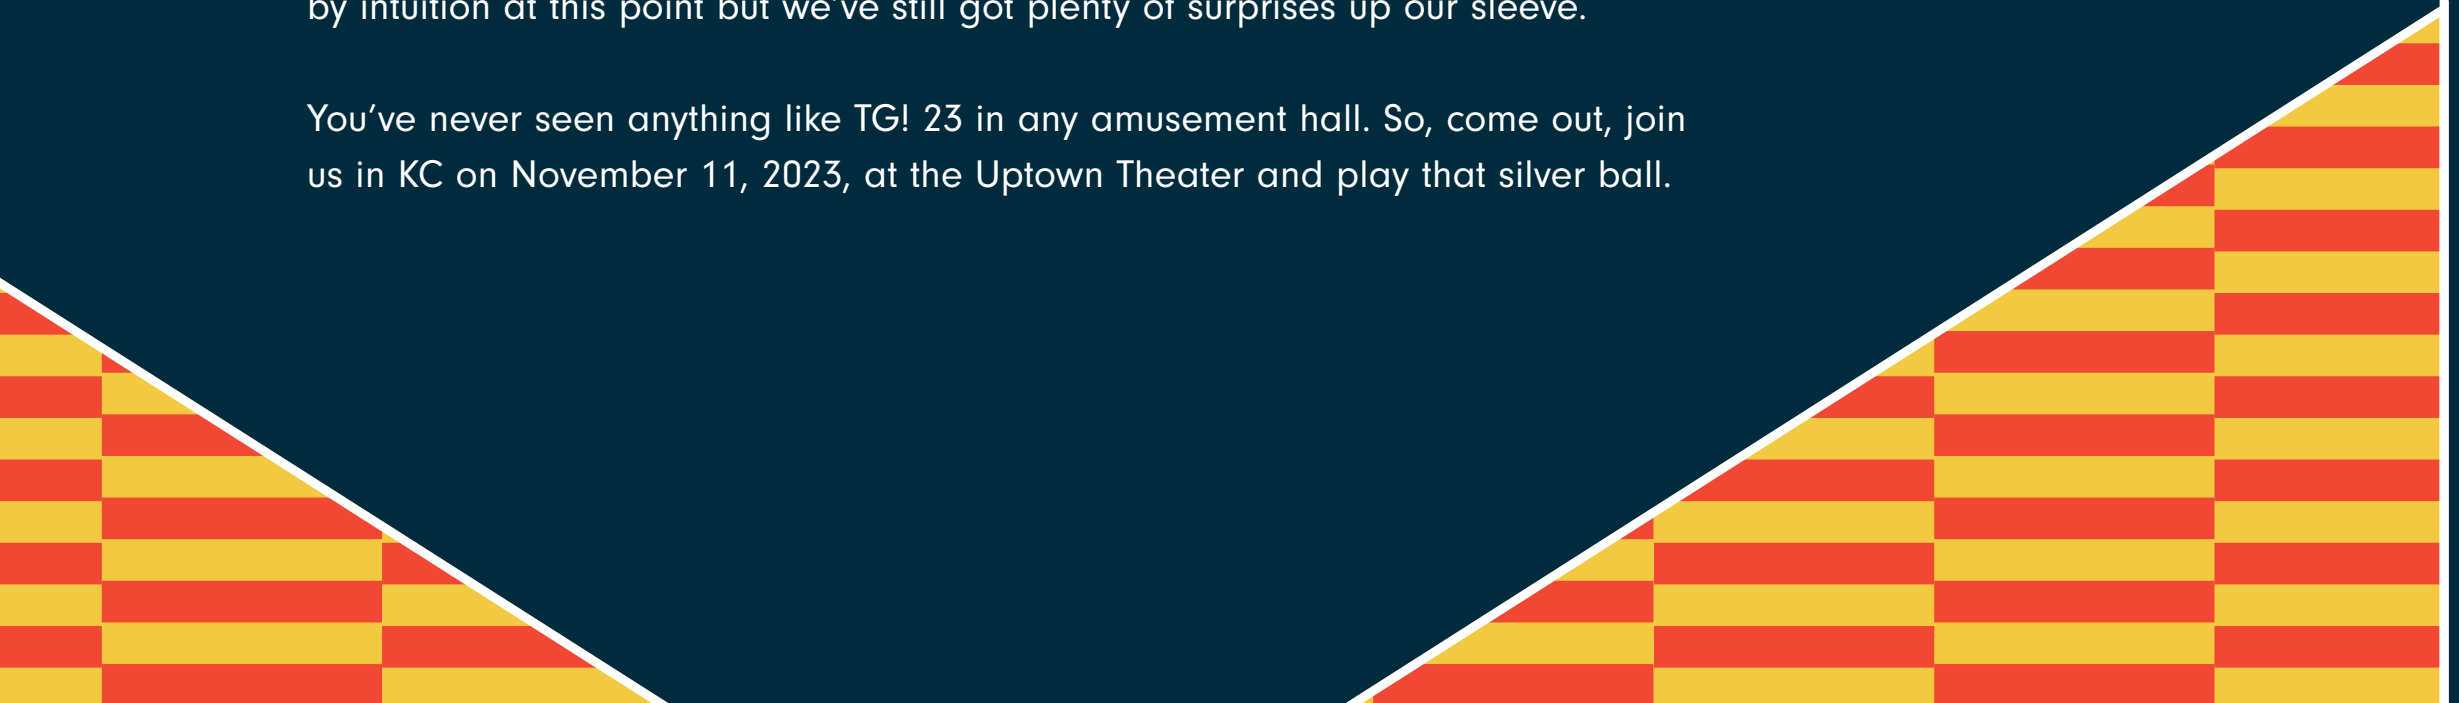 by intuition at this point but we've still got plenty of surprises up our sleeve.
You've never seen anything like TG! 23 in any amusement hall. So, come out, join
us in KC on November 11, 2023, at the Uptown Theater and play that silver ball.